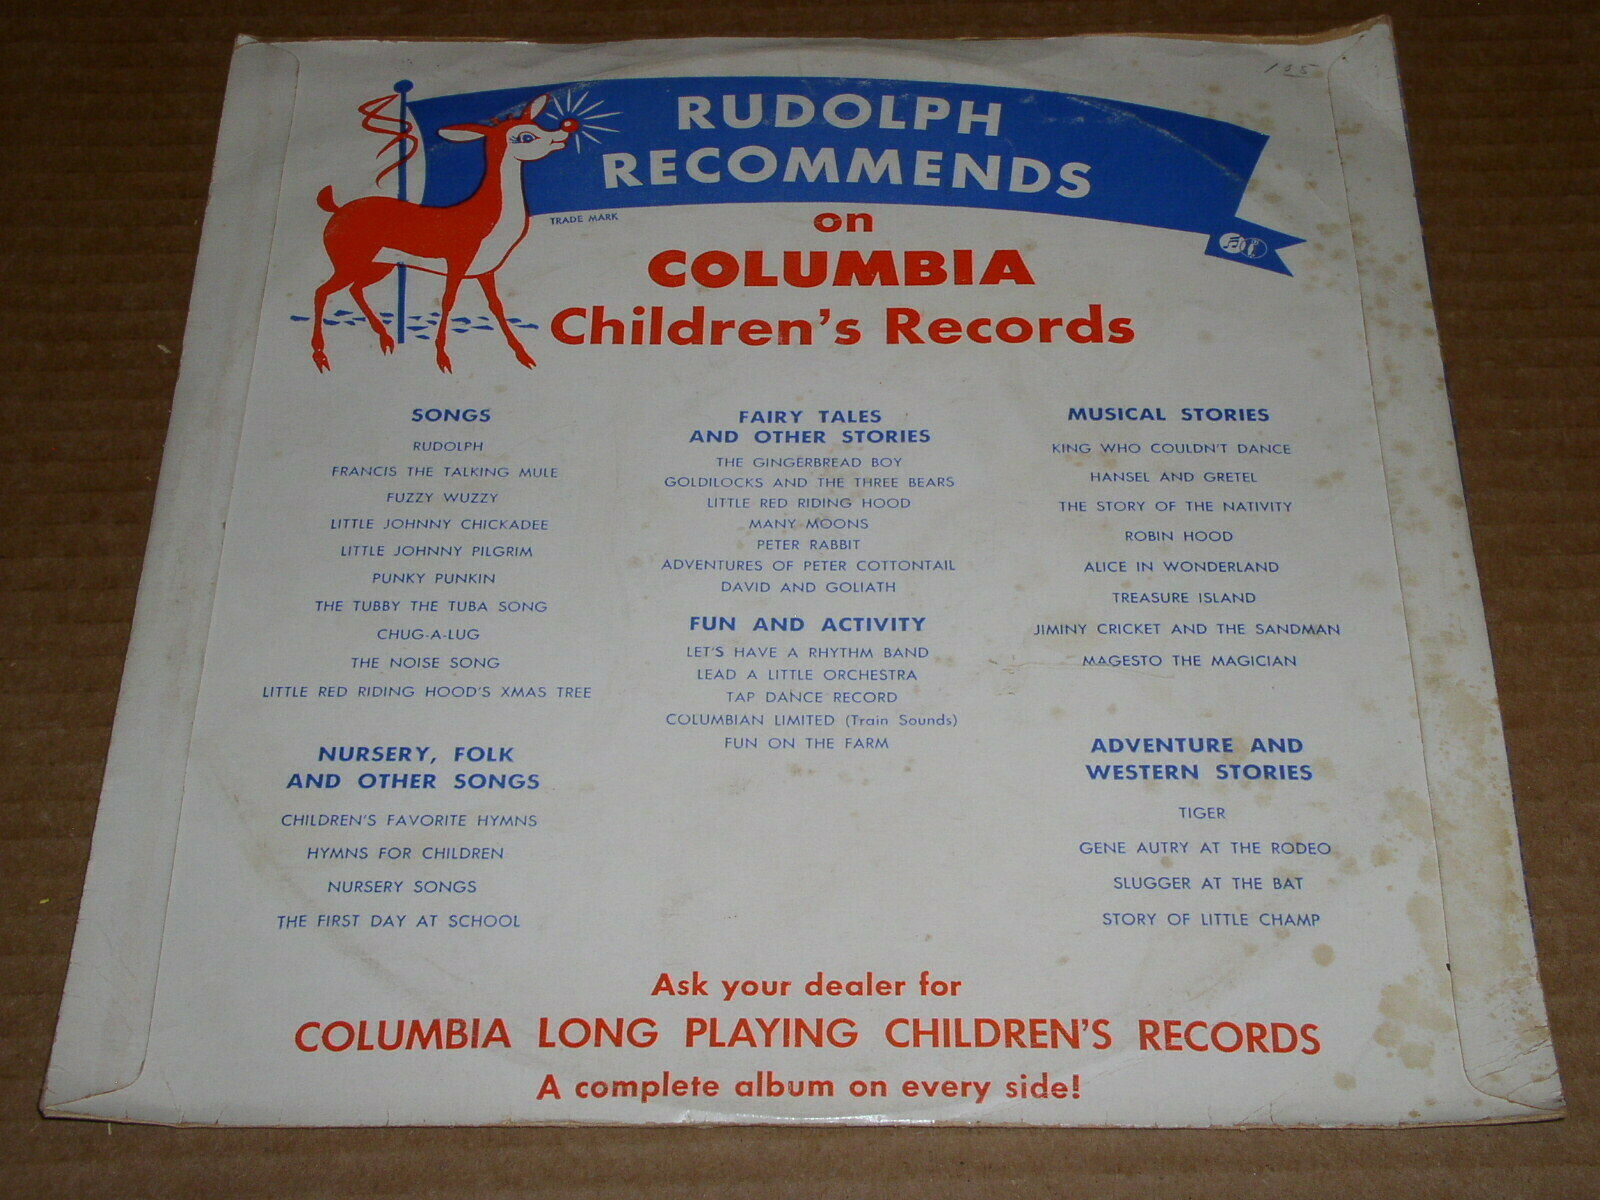 185
RUDOLPH
RECOMMENDS
TRADE MARK
on
COLUMBIA
Children's Records
SONGS
RUDOLPH
FRANCIS THE TALKING MULE
FUZZY WUZZY
LITTLE JOHNNY CHICKADEE
LITTLE JOHNNY PILGRIM
PUNKY PUNKIN
THE TUBBY THE TUBA SONG
CHUG-A-LUG
THE NOISE SONG
LITTLE RED RIDING HOOD'S XMAS TREE
NURSERY, FOLK
AND OTHER SONGS
CHILDREN'S FAVORITE HYMNS
HYMNS FOR CHILDREN
NURSERY SONGS
THE FIRST DAY AT SCHOOL
FAIRY TALES
AND OTHER STORIES
THE GINGERBREAD BOY
GOLDILOCKS AND THE THREE BEARS
LITTLE RED RIDING HOOD
MANY MOONS
PETER RABBIT
ADVENTURES OF PETER COTTONTAIL
DAVID AND GOLIATH
FUN AND ACTIVITY
LET'S HAVE A RHYTHM BAND
LEAD A LITTLE ORCHESTRA
TAP DANCE RECORD
COLUMBIAN LIMITED (Train Sounds)
FUN ON THE FARM
MUSICAL STORIES
KING WHO COULDN'T DANCE
HANSEL AND GRETEL
THE STORY OF THE NATIVITY
ROBIN HOOD
ALICE IN WONDERLAND
TREASURE ISLAND
JIMINY CRICKET AND THE SANDMAN
MAGESTO THE MAGICIAN
ADVENTURE AND
WESTERN STORIES
TIGER
GENE AUTRY AT THE RODEO
SLUGGER AT THE BAT
STORY OF LITTLE CHAMP
Ask your dealer for
COLUMBIA LONG PLAYING CHILDREN'S RECORDS
A complete album on every side!